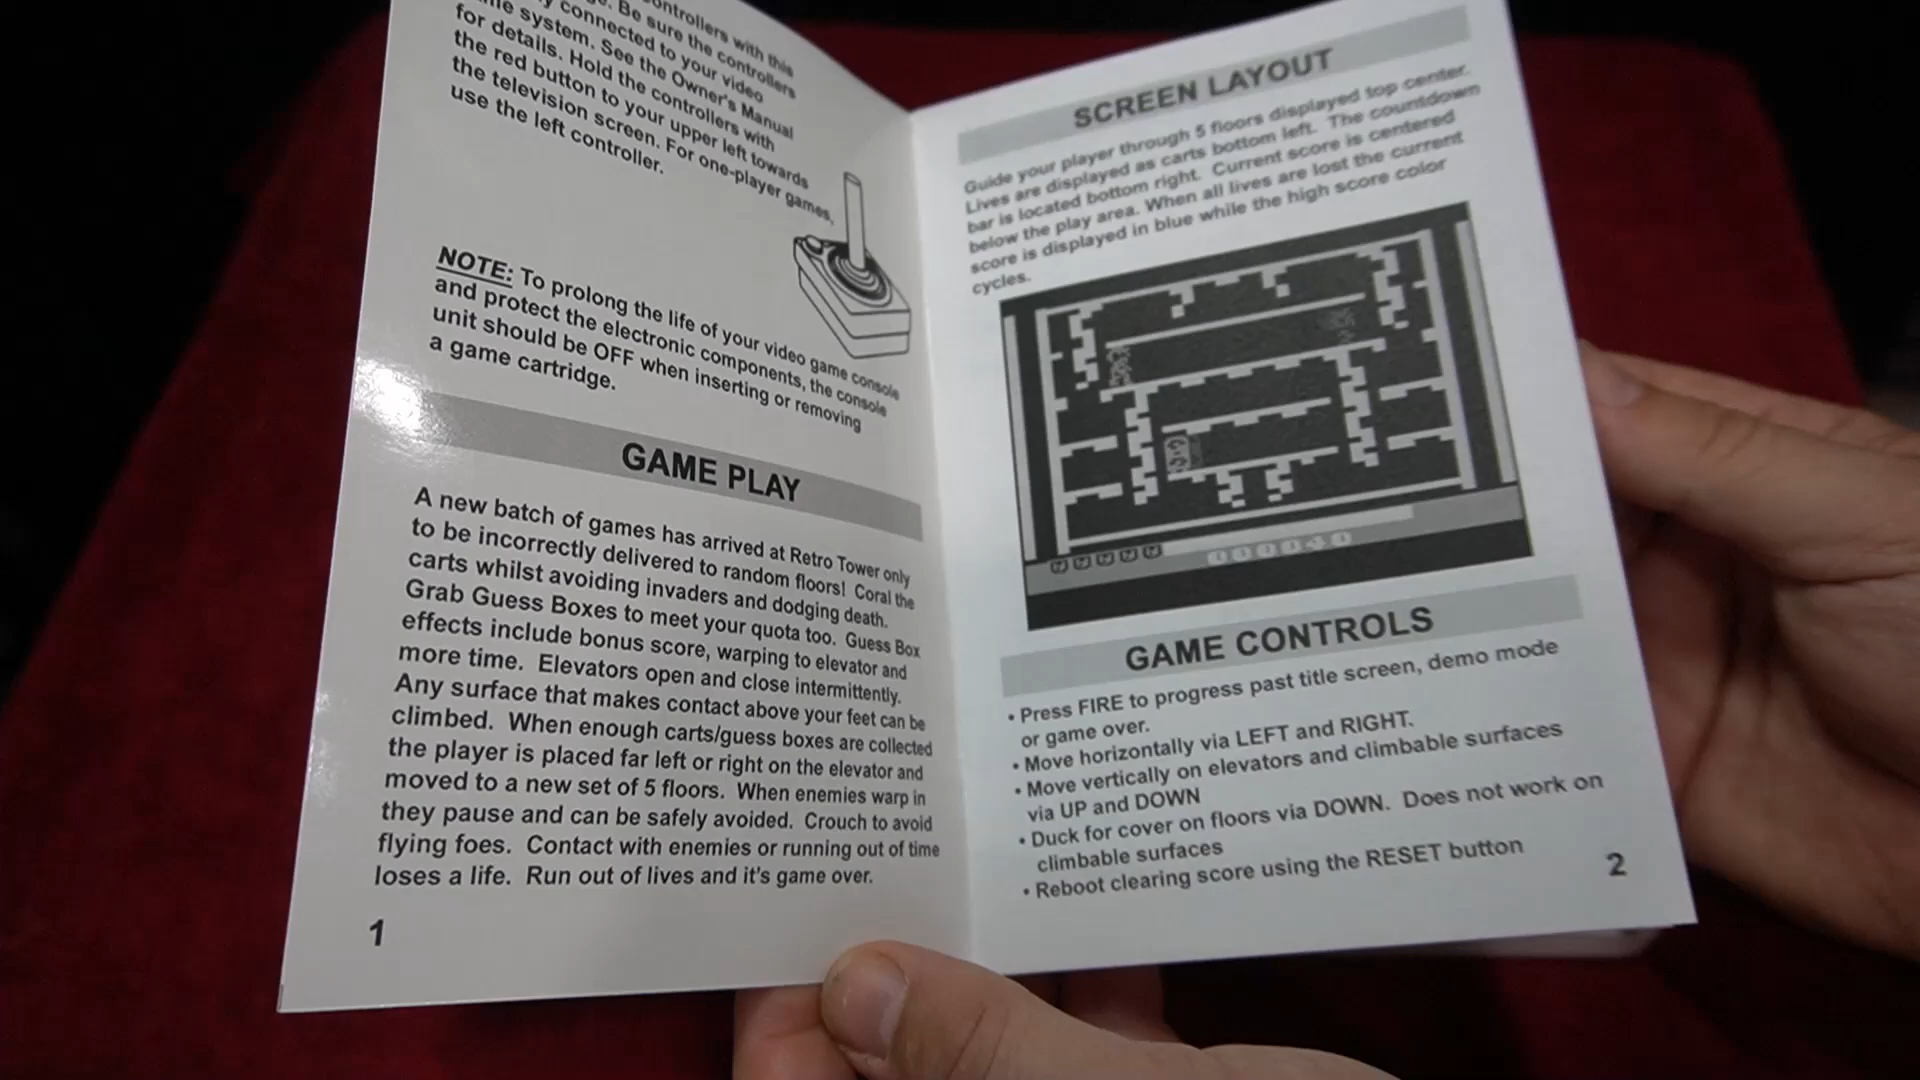 ontrollers with this
Be sure the controllers
connected to your video
system. See the Owner's Manual
for details. Hold the controllers with
the red button to your upper left towards
the television screen. For one-player games,
use the left controller.
NOTE: To prolong the life of your video game console
and protect the electronic components, the console
unit should be OFF when inserting or removing
a game cartridge.
GAME PLAY
A new batch of games has arrived at Retro Tower only
to be incorrectly delivered to random floors! Coral the
carts whilst avoiding invaders and dodging death.
Grab Guess Boxes to meet your quota too. Guess Box
effects include bonus score, warping to elevator and
more time. Elevators open and close intermittently.
Any surface that makes contact above your feet can be
climbed. When enough carts/guess boxes are collected
the player is placed far left or right on the elevator and
moved to a new set of 5 floors. When enemies warp in
they pause and can be safely avoided. Crouch to avoid
flying foes. Contact with enemies or running out of time
loses a life. Run out of lives and it's game over.
1
SCREEN LAYOUT
Guide your player through 5 floors displayed top center.
Lives are displayed as carts bottom left. The countdown
bar is located bottom right. Current score is centered
below the play area. When all lives are lost the current
score is displayed in blue while the high score color
cycles.
GAME CONTROLS
• Press FIRE to progress past title screen, demo mode
or game over.
• Move horizontally via LEFT and RIGHT.
• Move vertically on elevators and climbable surfaces
via UP and DOWN
• Duck for cover on floors via DOWN. Does not work on
climbable surfaces
• Reboot clearing score using the RESET button
2